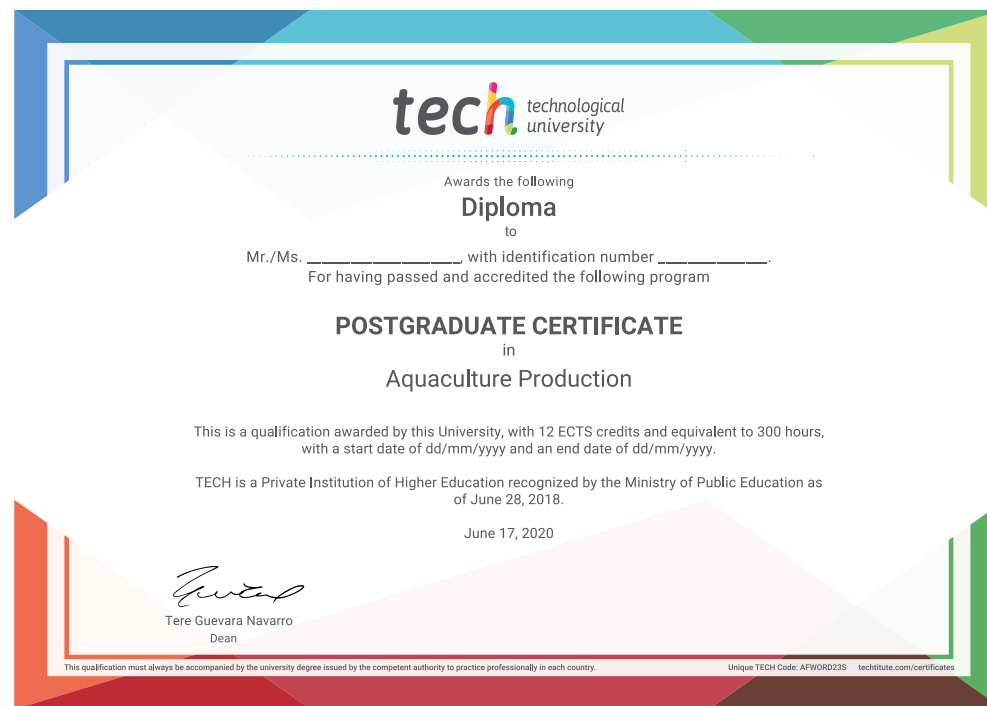 tech technological
university
Awards the following
Diploma
to
Mr./Ms. ____________________, with identification number ______________.
For having passed and accredited the following program
POSTGRADUATE CERTIFICATE
in
Aquaculture Production
This is a qualification awarded by this University, with 12 ECTS credits and equivalent to 300 hours,
with a start date of dd/mm/yyyy and an end date of dd/mm/yyyy.
TECH is a Private Institution of Higher Education recognized by the Ministry of Public Education as
of June 28, 2018.
June 17, 2020
Tere Guevara Navarro
Dean
This qualification must always be accompanied by the university degree issued by the competent authority to practice professionally in each country. Unique TECH Code: AFWORD23S techtitute.com/certificates